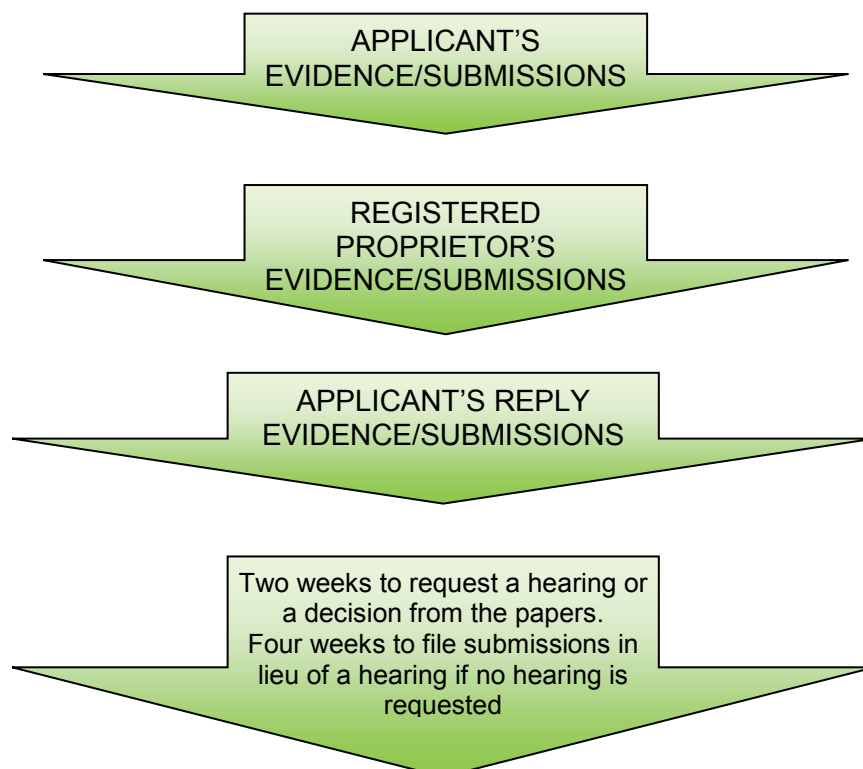 APPLICANT’S
EVIDENCE/SUBMISSIONS
REGISTERED
PROPRIETOR’S
EVIDENCE/SUBMISSIONS
APPLICANT’S REPLY
EVIDENCE/SUBMISSIONS
Two weeks to request a hearing or
a decision from the papers.
Four weeks to file submissions in
lieu of a hearing if no hearing is
requested